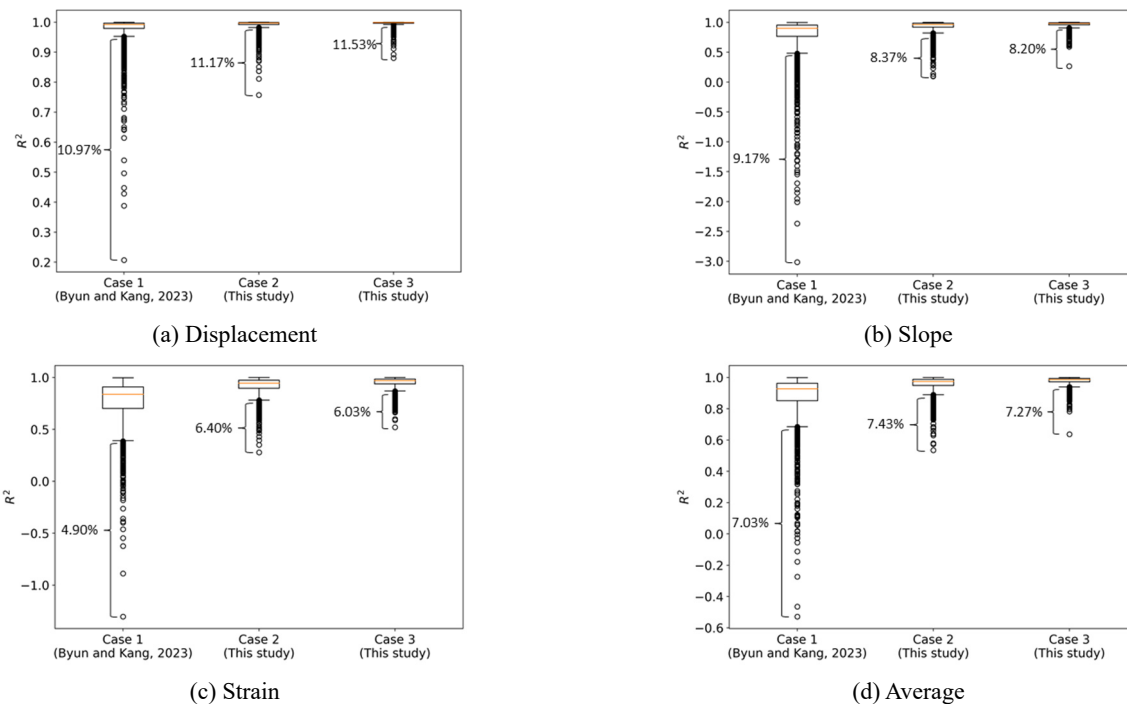 1.0
0.9
0.8
0.7
0.6
0.5
0.4
0.3
0.2
R²
10.97%
11.17%
11.53%
Case 1
(Byun and Kang, 2023)
Case 2
(This study)
Case 3
(This study)
(a) Displacement
1.0
0.5
0.0
−0.5
−1.0
−1.5
−2.0
−2.5
−3.0
R²
9.17%
8.37%
8.20%
Case 1
(Byun and Kang, 2023)
Case 2
(This study)
Case 3
(This study)
(b) Slope
1.0
0.5
0.0
−0.5
−1.0
R²
4.90%
6.40%
6.03%
Case 1
(Byun and Kang, 2023)
Case 2
(This study)
Case 3
(This study)
(c) Strain
1.0
0.8
0.6
0.4
0.2
0.0
−0.2
−0.4
−0.6
R²
7.03%
7.43%
7.27%
Case 1
(Byun and Kang, 2023)
Case 2
(This study)
Case 3
(This study)
(d) Average